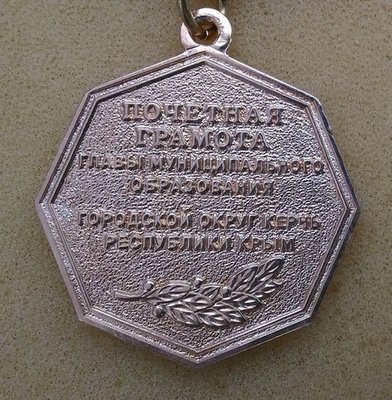 ПОЧЕТНАЯ
ГРАМОТА
ГЛАВЫ МУНИЦИПАЛЬНОГО
ОБРАЗОВАНИЯ
ГОРОДСКОЙ ОКРУГ КЕРЧЬ
РЕСПУБЛИКИ КРЫМ